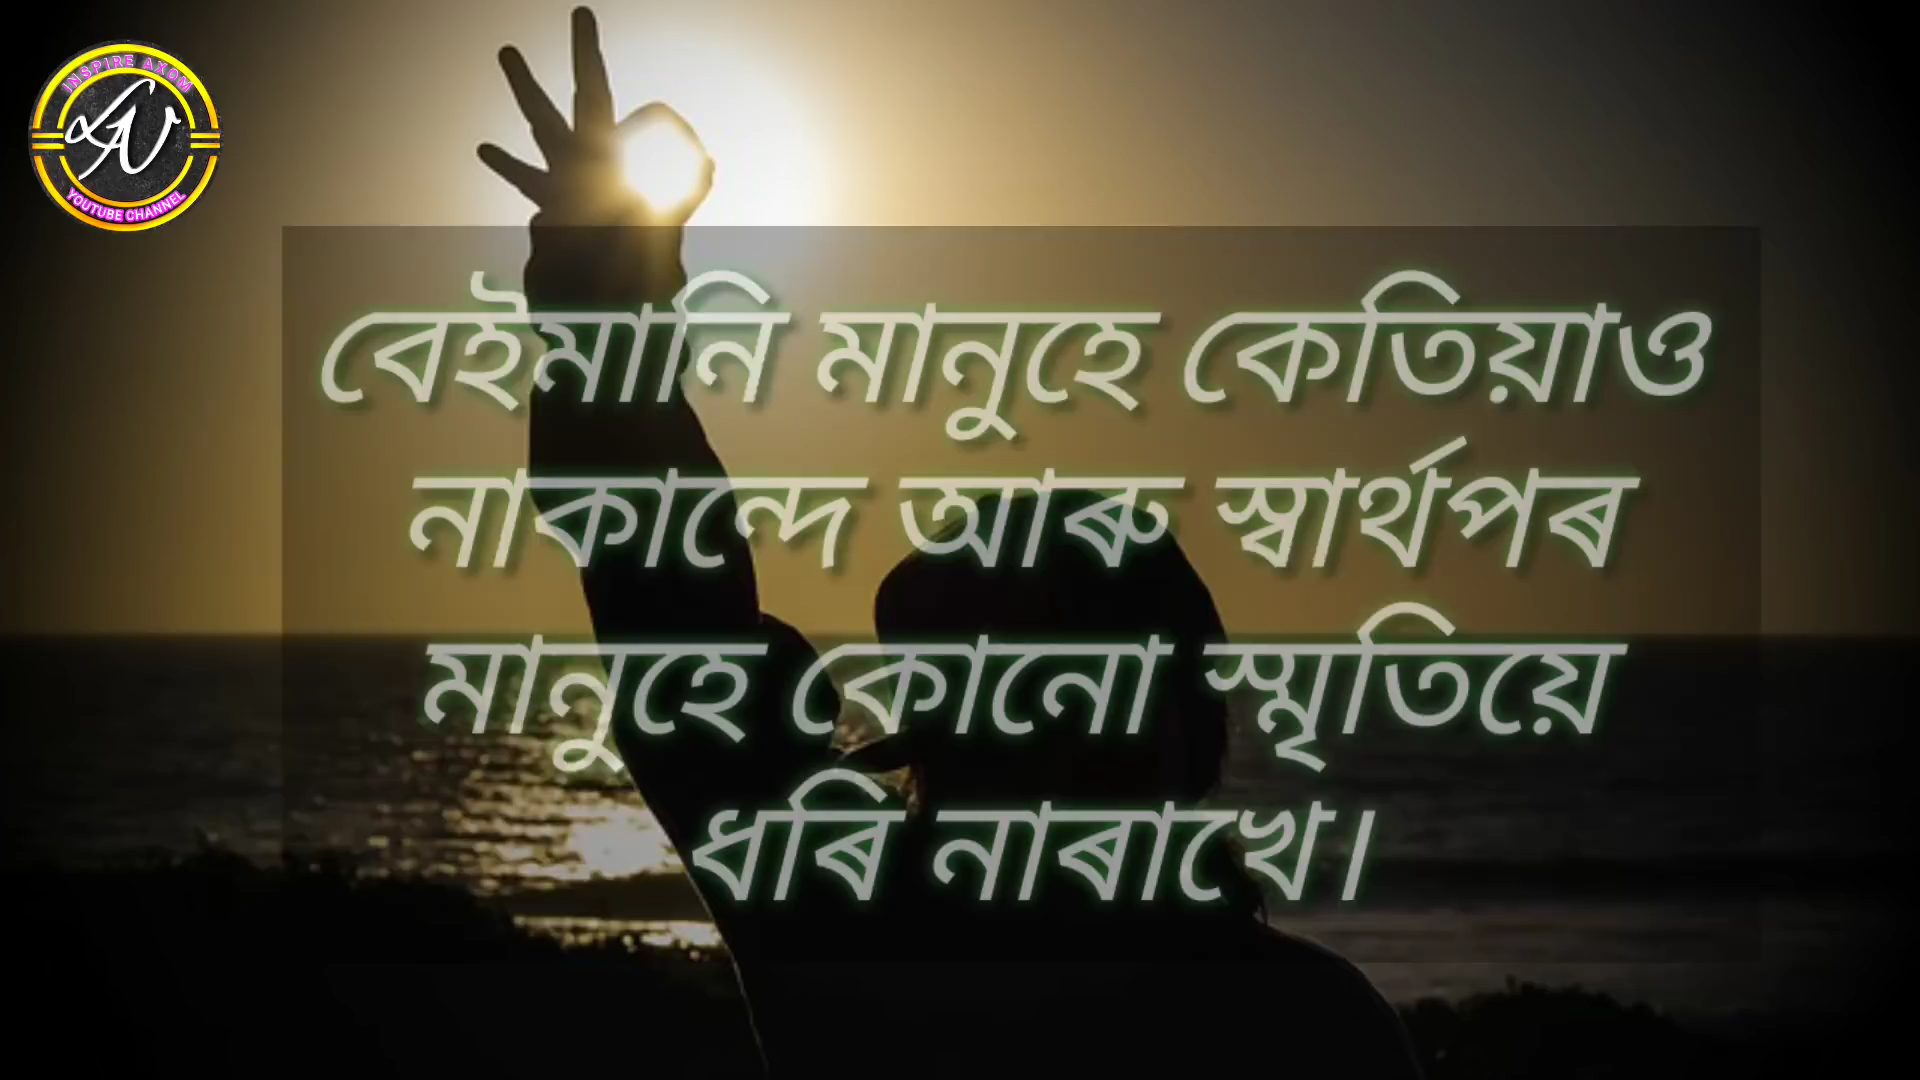 INSPIRE AXOM
YOUTUBE CHANNEL
বেইমানি মানুহে কেতিয়াও
নাকান্দে আৰু স্বাৰ্থপৰ
মানুহে কোনো স্মৃতিয়ে
ধৰি নাৰাখে।